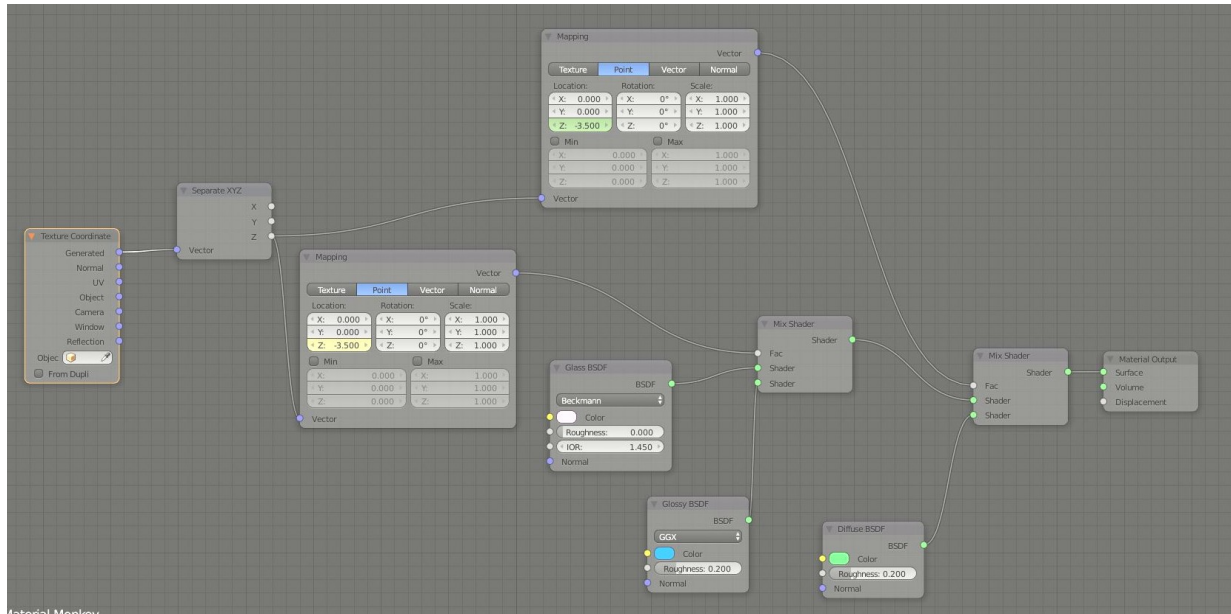 Mapping
Vector
Texture Point Vector Normal
Location: Rotation: Scale:
X: 0.000 X: 0° X: 1.000
Y: 0.000 Y: 0° Y: 1.000
Z: -3.500 Z: 0° Z: 1.000
Min Max
X: 0.000 X: 1.000
Y: 0.000 Y: 1.000
Z: 0.000 Z: 1.000
Vector
Separate XYZ
X
Y
Z
Vector
Texture Coordinate
Generated
Normal
UV
Object
Camera
Window
Reflection
Objec
From Dupli
Mapping
Vector
Texture Point Vector Normal
Location: Rotation: Scale:
X: 0.000 X: 0° X: 1.000
Y: 0.000 Y: 0° Y: 1.000
Z: -3.500 Z: 0° Z: 1.000
Min Max
X: 0.000 X: 1.000
Y: 0.000 Y: 1.000
Z: 0.000 Z: 1.000
Vector
Mix Shader
Shader
Fac
Shader
Shader
Mix Shader
Shader
Fac
Shader
Shader
Material Output
Surface
Volume
Displacement
Glass BSDF
BSDF
Beckmann
Color
Roughness: 0.000
IOR: 1.450
Normal
Glossy BSDF
BSDF
GGX
Color
Roughness: 0.200
Normal
Diffuse BSDF
BSDF
Color
Roughness: 0.200
Normal
Material Monkey